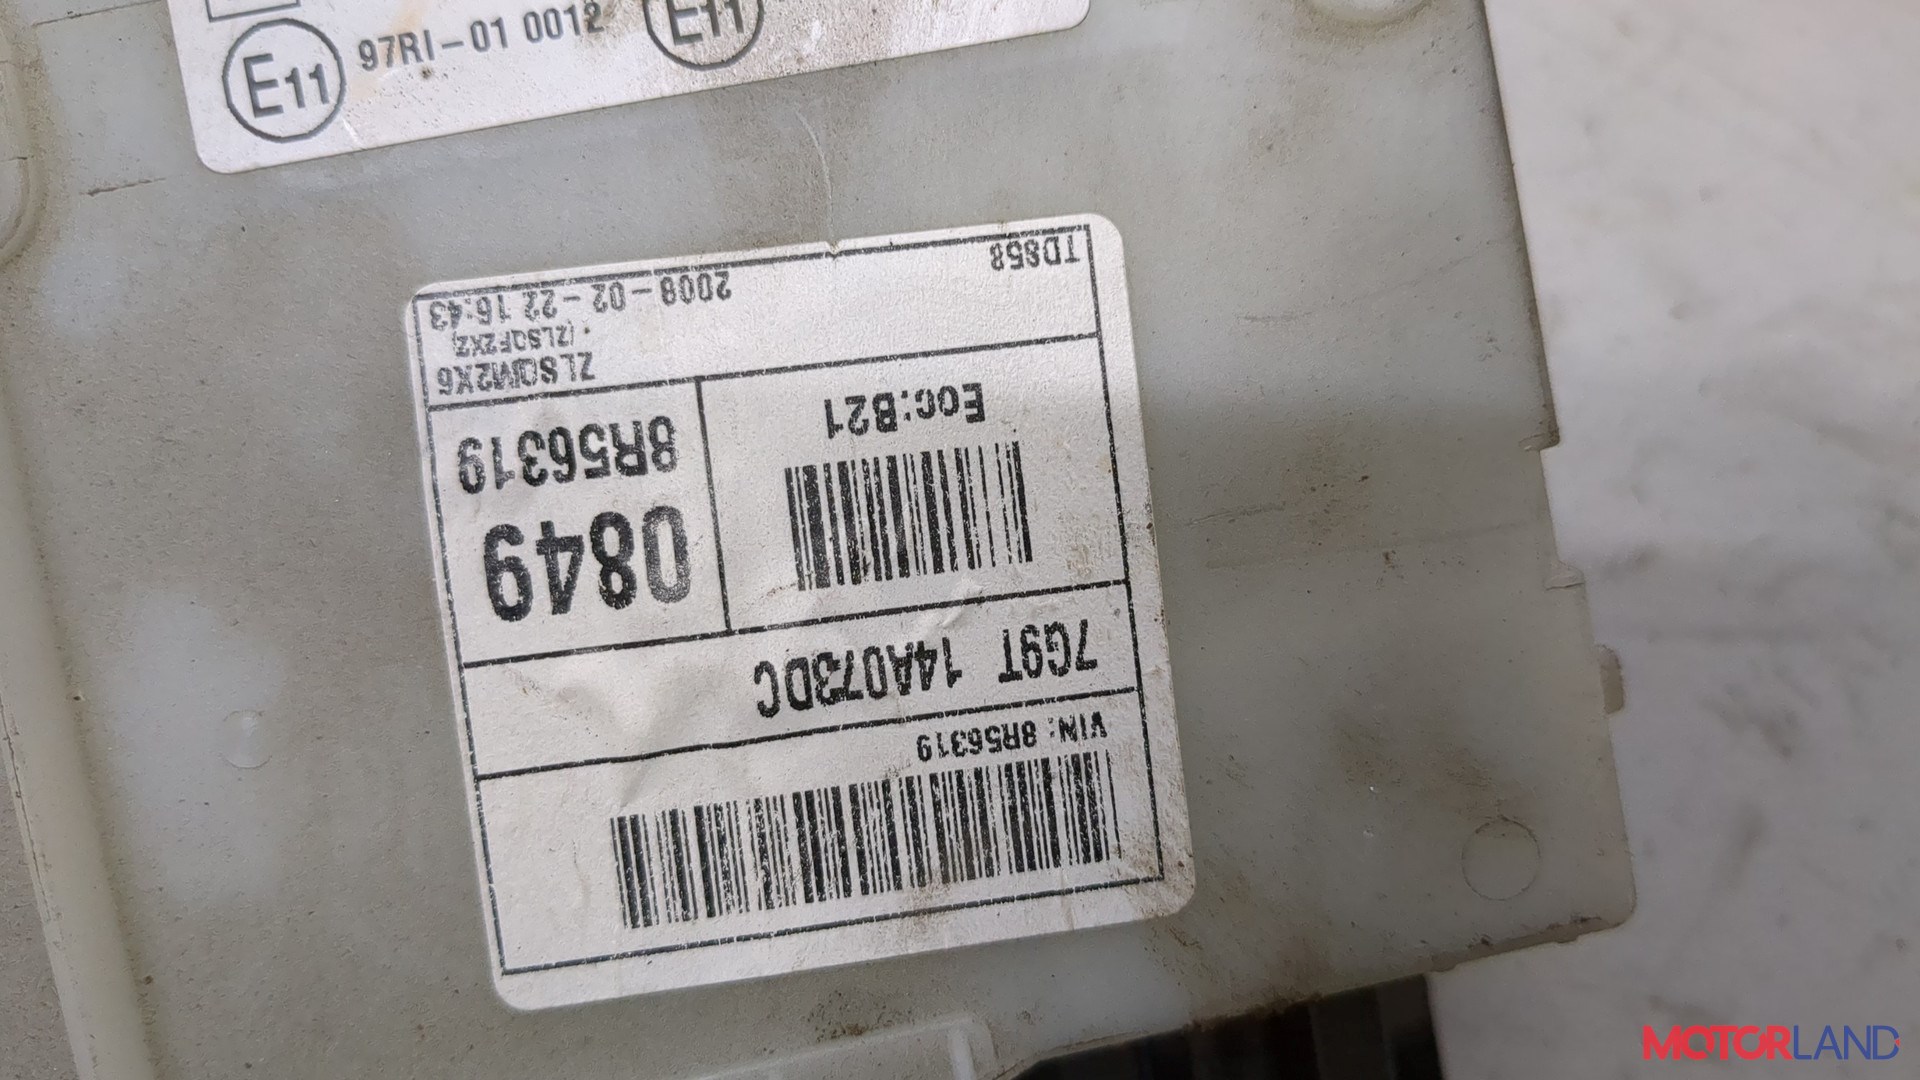 E11 97RI-01 0012 E11
VIN: 8R56319
7G9T 14A073DC
0849
8R56319
Eoc:B21
ZLSQM2X6
(ZLSQF2XZ)
TD858 2008-02-22 16:43
MOTORLAND